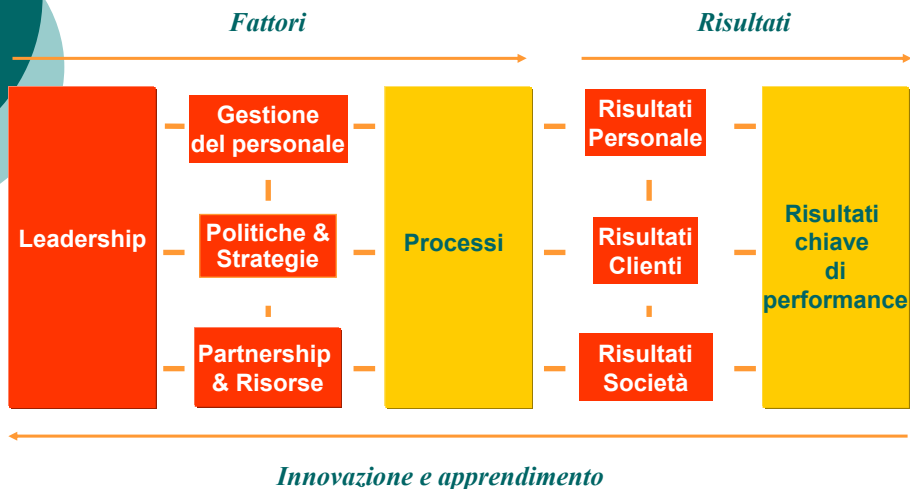 Fattori
Risultati
Leadership
Gestione
del personale
Politiche &
Strategie
Partnership
& Risorse
Processi
Risultati
Personale
Risultati
Clienti
Risultati
Società
Risultati
chiave
di
performance
Innovazione e apprendimento